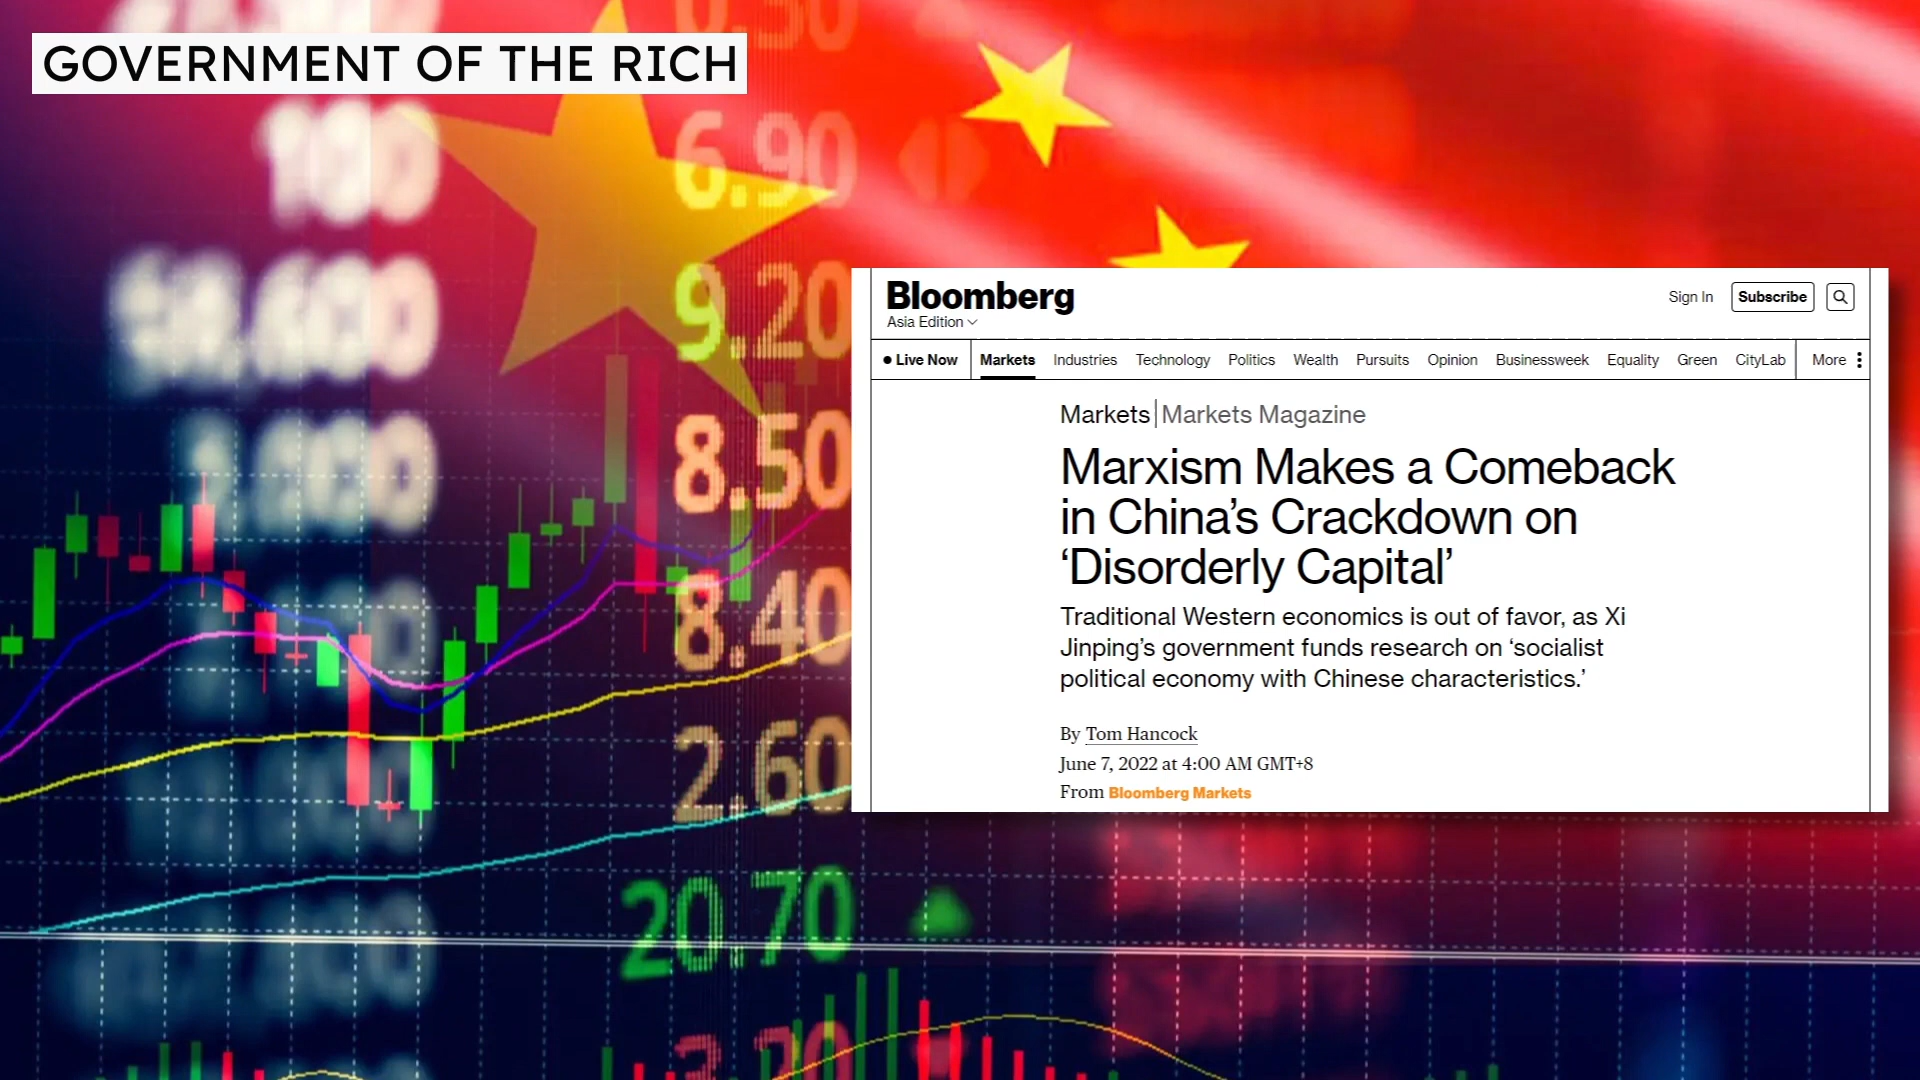 GOVERNMENT OF THE RICH
0.50
6.90
9.20
8.50
8.40
2.60
20.70
Bloomberg
Asia Edition
Sign In
Subscribe
Live Now
Markets
Industries
Technology
Politics
Wealth
Pursuits
Opinion
Businessweek
Equality
Green
CityLab
More
Markets | Markets Magazine
Marxism Makes a Comeback
in China’s Crackdown on
‘Disorderly Capital’
Traditional Western economics is out of favor, as Xi
Jinping’s government funds research on ‘socialist
political economy with Chinese characteristics.’
By Tom Hancock
June 7, 2022 at 4:00 AM GMT+8
From Bloomberg Markets